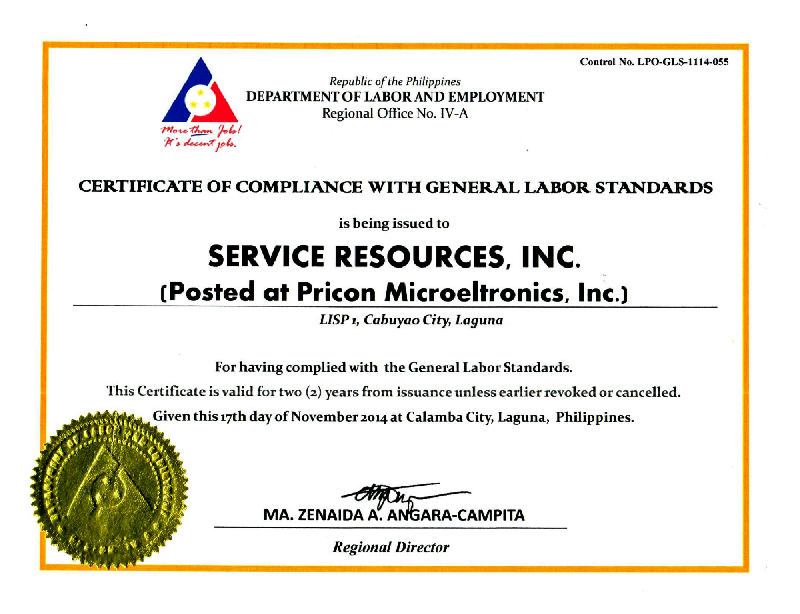 Control No. LPO-GLS-1114-055
Republic of the Philippines
DEPARTMENT OF LABOR AND EMPLOYMENT
Regional Office No. IV-A
More than Jobs!
It's decent jobs.
CERTIFICATE OF COMPLIANCE WITH GENERAL LABOR STANDARDS
is being issued to
SERVICE RESOURCES, INC.
(Posted at Pricon Microeltronics, Inc.)
LISP 1, Cabuyao City, Laguna
For having complied with the General Labor Standards.
This Certificate is valid for two (2) years from issuance unless earlier revoked or cancelled.
Given this 17th day of November 2014 at Calamba City, Laguna, Philippines.
MA. ZENAIDA A. ANGARA-CAMPITA
Regional Director